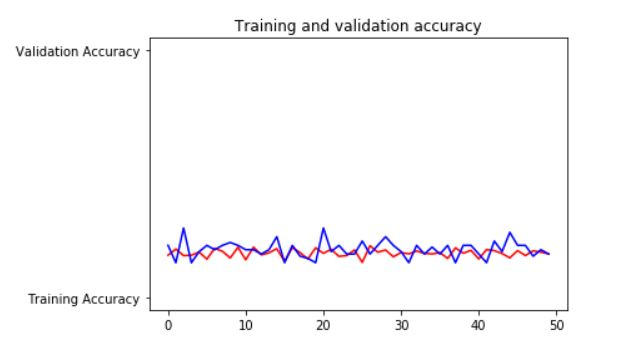 Training and validation accuracy
Validation Accuracy
Training Accuracy
0 10 20 30 40 50